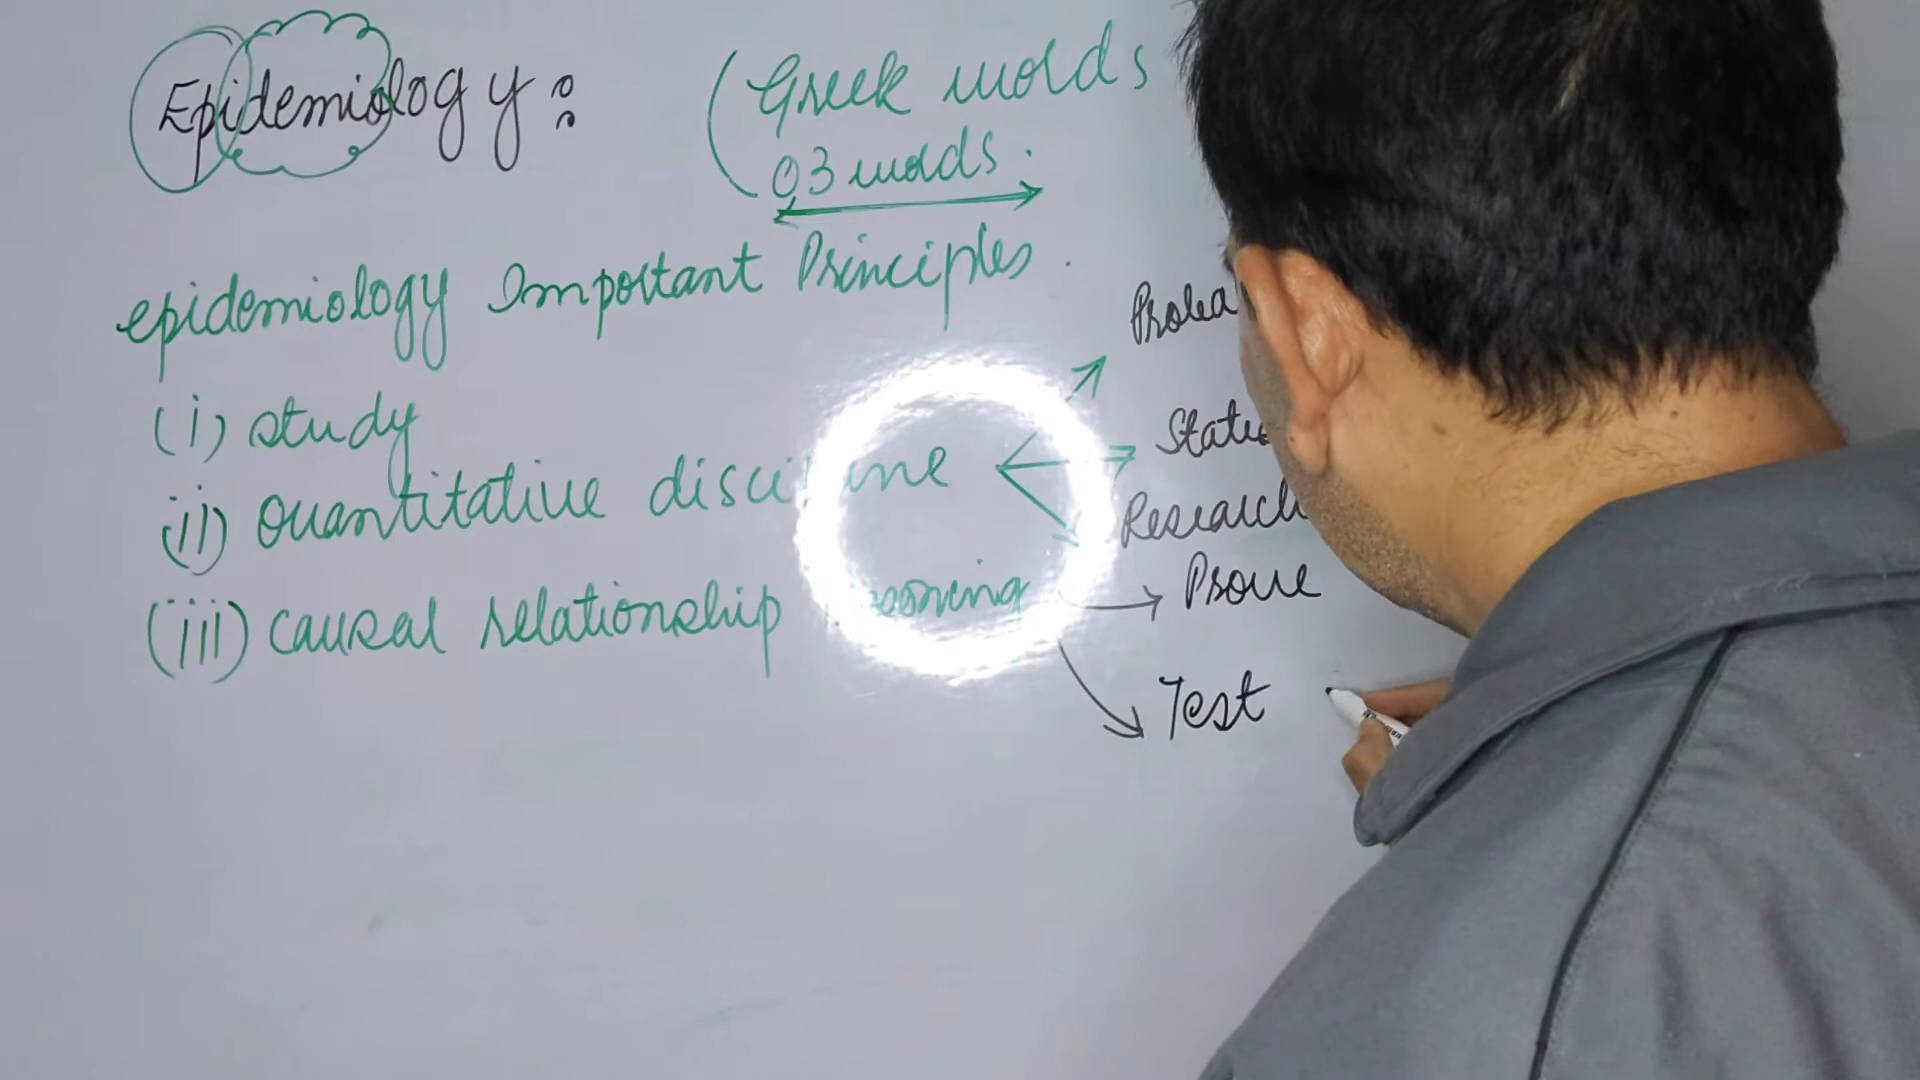 Epidemiology:
(Greek words
03 words.
epidemiology Important Principles.
(i) study
(ii) Quantitative discipline
(iii) causal relationship
Research
Prove
Test